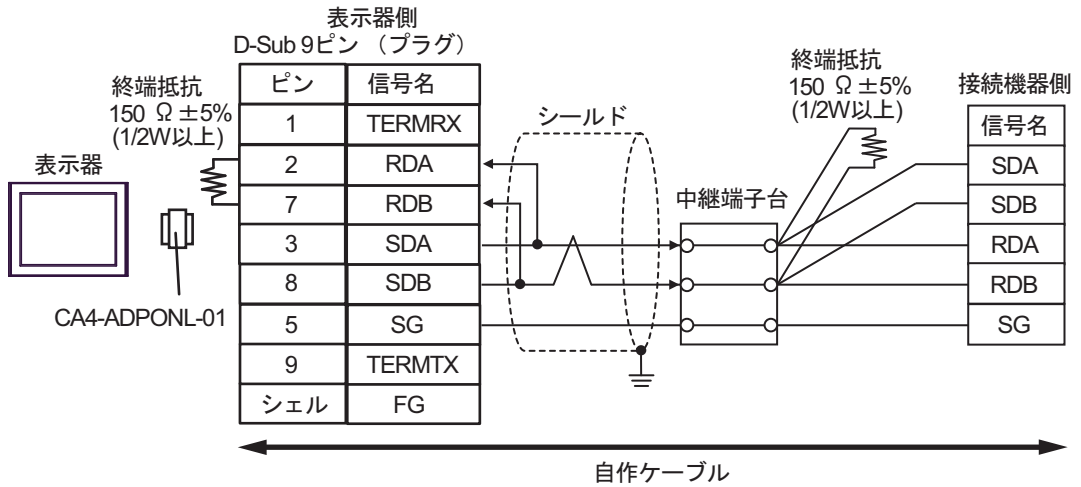 表示器側
D-Sub 9ピン （プラグ）
終端抵抗
150 Ω ±5%
(1/2W以上)
表示器
CA4-ADPONL-01
ピン 信号名
1 TERMRX
2 RDA
7 RDB
3 SDA
8 SDB
5 SG
9 TERMTX
シェル FG
シールド
中継端子台
終端抵抗
150 Ω ±5%
(1/2W以上)
接続機器側
信号名
SDA
SDB
RDA
RDB
SG
自作ケーブル